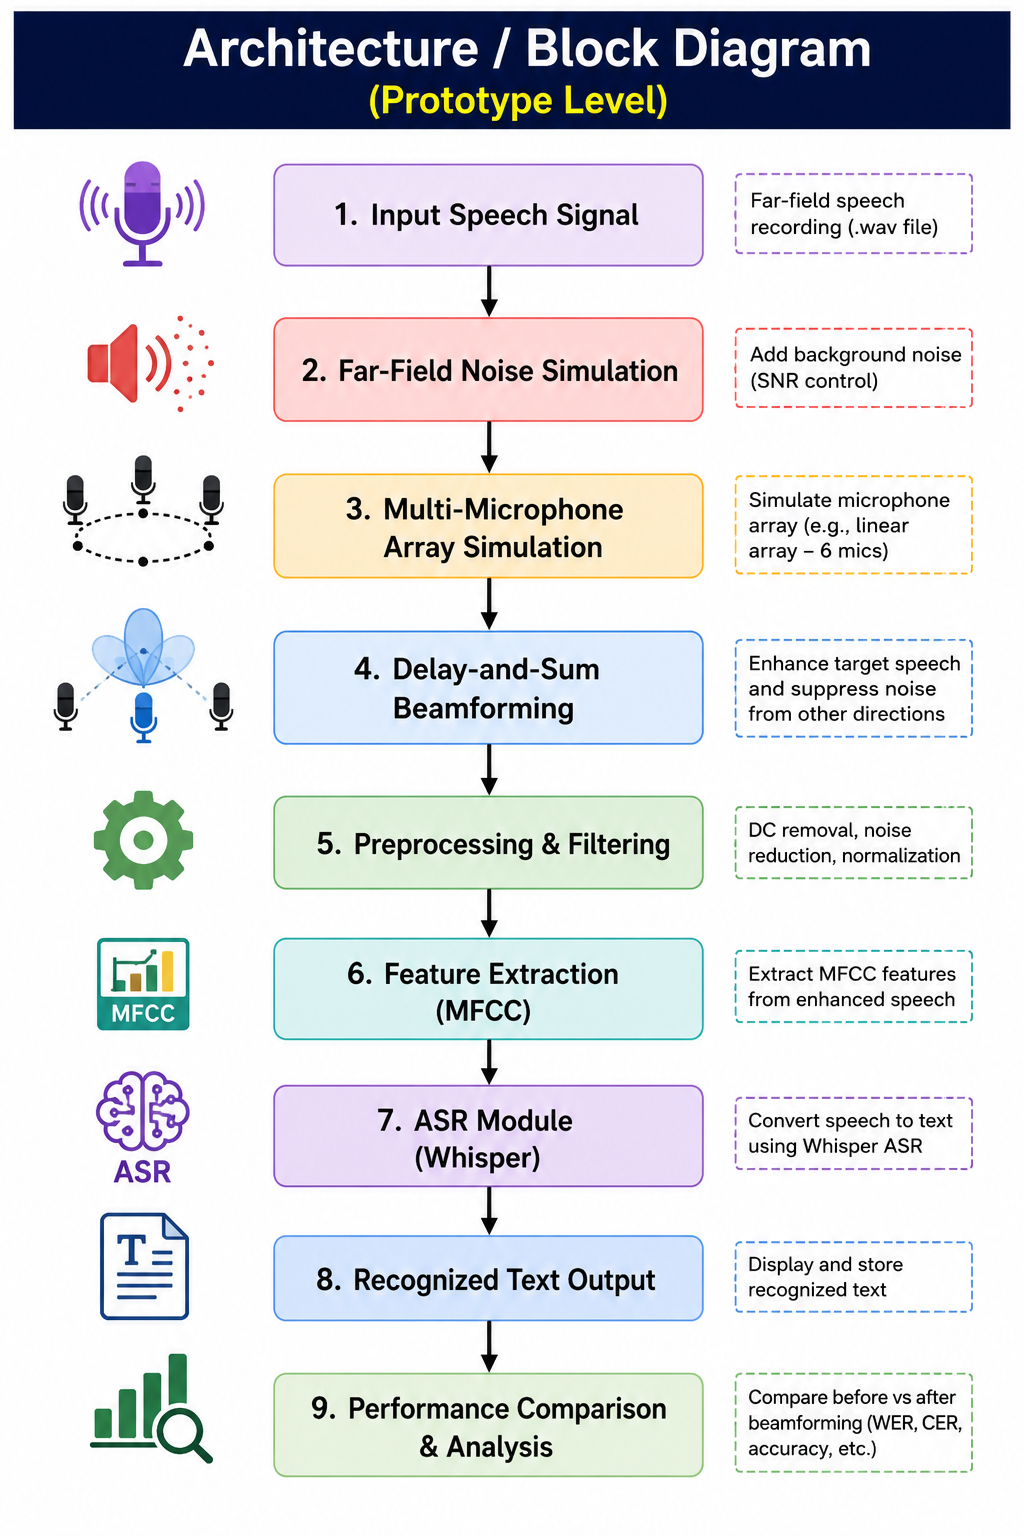 Architecture / Block Diagram
(Prototype Level)
1. Input Speech Signal
Far-field speech
recording (.wav file)
2. Far-Field Noise Simulation
Add background noise
(SNR control)
3. Multi-Microphone
Array Simulation
Simulate microphone
array (e.g., linear
array – 6 mics)
4. Delay-and-Sum
Beamforming
Enhance target speech
and suppress noise
from other directions
5. Preprocessing & Filtering
DC removal, noise
reduction, normalization
MFCC
6. Feature Extraction
(MFCC)
Extract MFCC features
from enhanced speech
ASR
7. ASR Module
(Whisper)
Convert speech to text
using Whisper ASR
T
8. Recognized Text Output
Display and store
recognized text
9. Performance Comparison
& Analysis
Compare before vs after
beamforming (WER, CER,
accuracy, etc.)